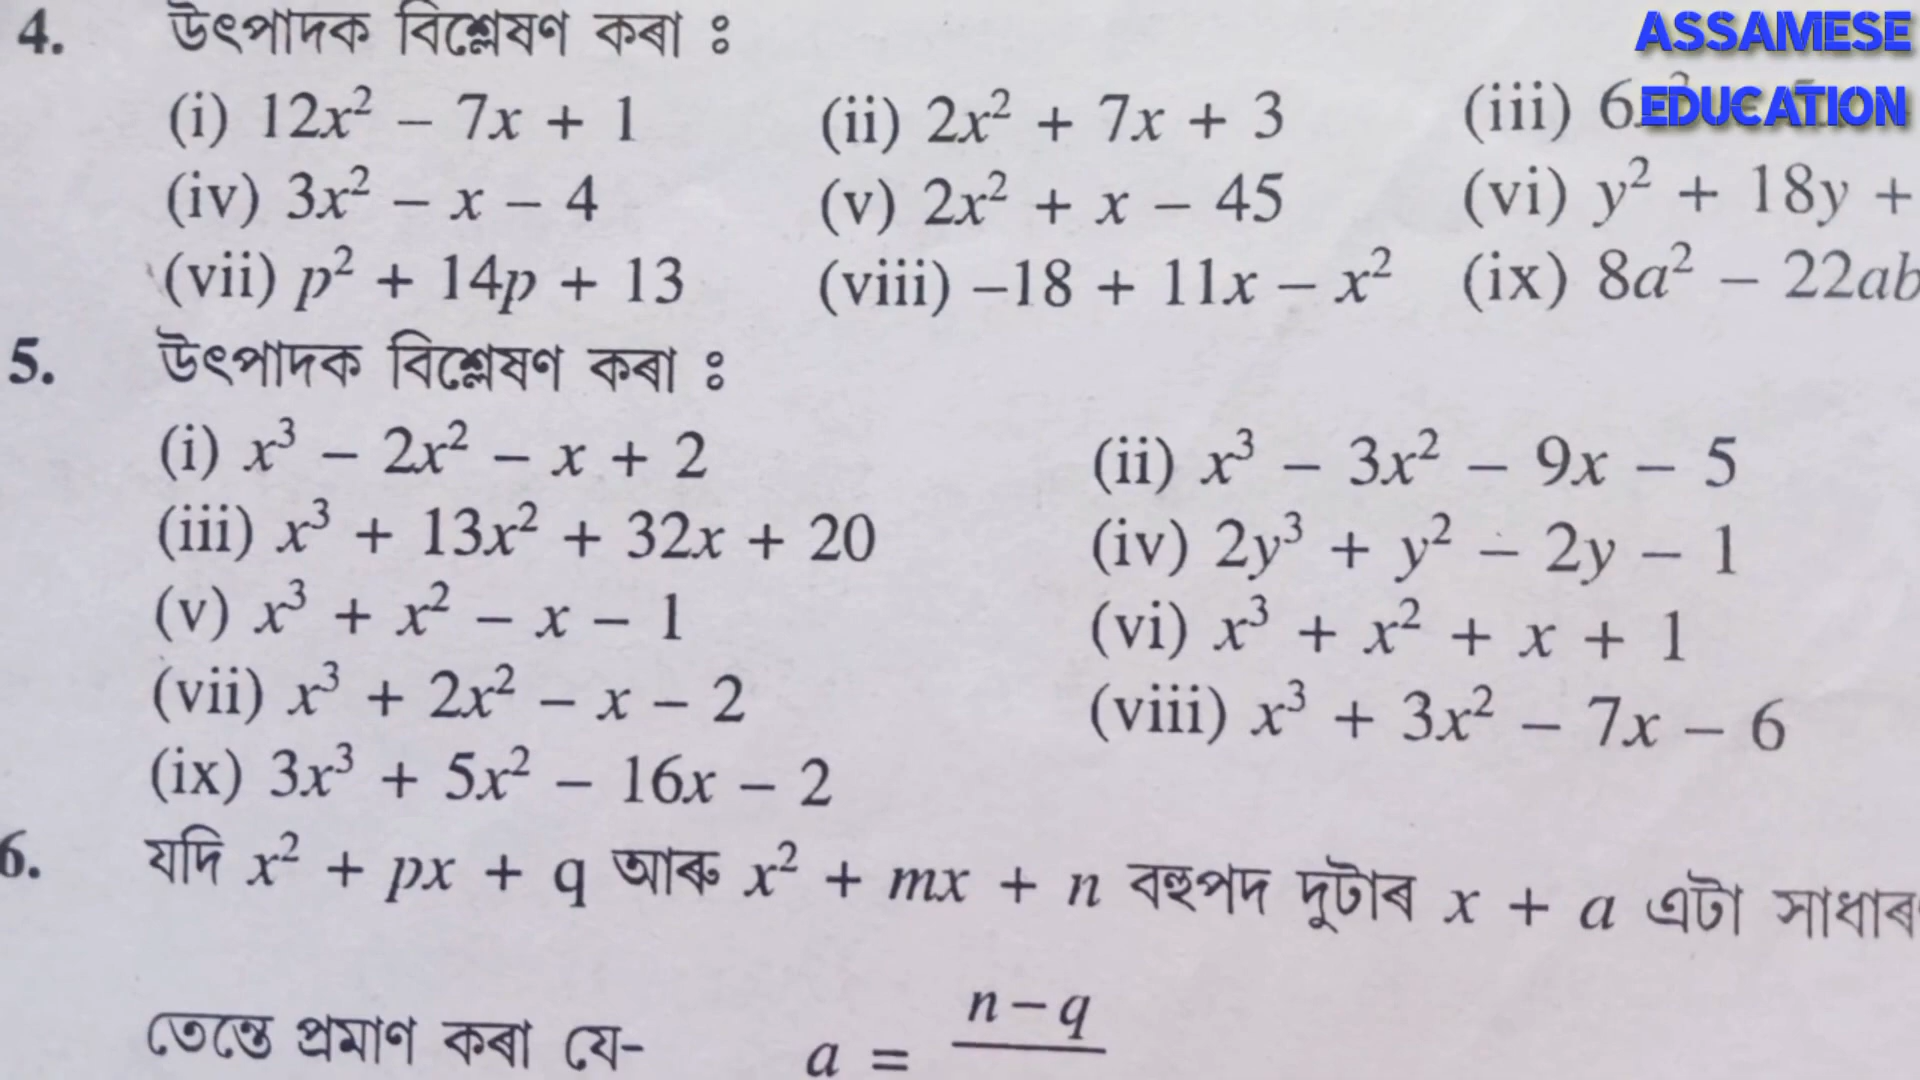 ASSAMESE
EDUCATION
4. উৎপাদক বিশ্লেষণ কৰা :
(i) 12x² – 7x + 1 (ii) 2x² + 7x + 3 (iii)
(iv) 3x² – x – 4 (v) 2x² + x – 45 (vi) y² + 18y +
(vii) p² + 14p + 13 (viii) –18 + 11x – x² (ix) 8a² – 22ab
5. উৎপাদক বিশ্লেষণ কৰা :
(i) x³ – 2x² – x + 2 (ii) x³ – 3x² – 9x – 5
(iii) x³ + 13x² + 32x + 20 (iv) 2y³ + y² – 2y – 1
(v) x³ + x² – x – 1 (vi) x³ + x² + x + 1
(vii) x³ + 2x² – x – 2 (viii) x³ + 3x² – 7x – 6
(ix) 3x³ + 5x² – 16x – 2
6. যদি x² + px + q আৰু x² + mx + n বহুপদ দুটাৰ x + a এটা সাধাৰ
তেন্তে প্ৰমাণ কৰা যে- a = n – q